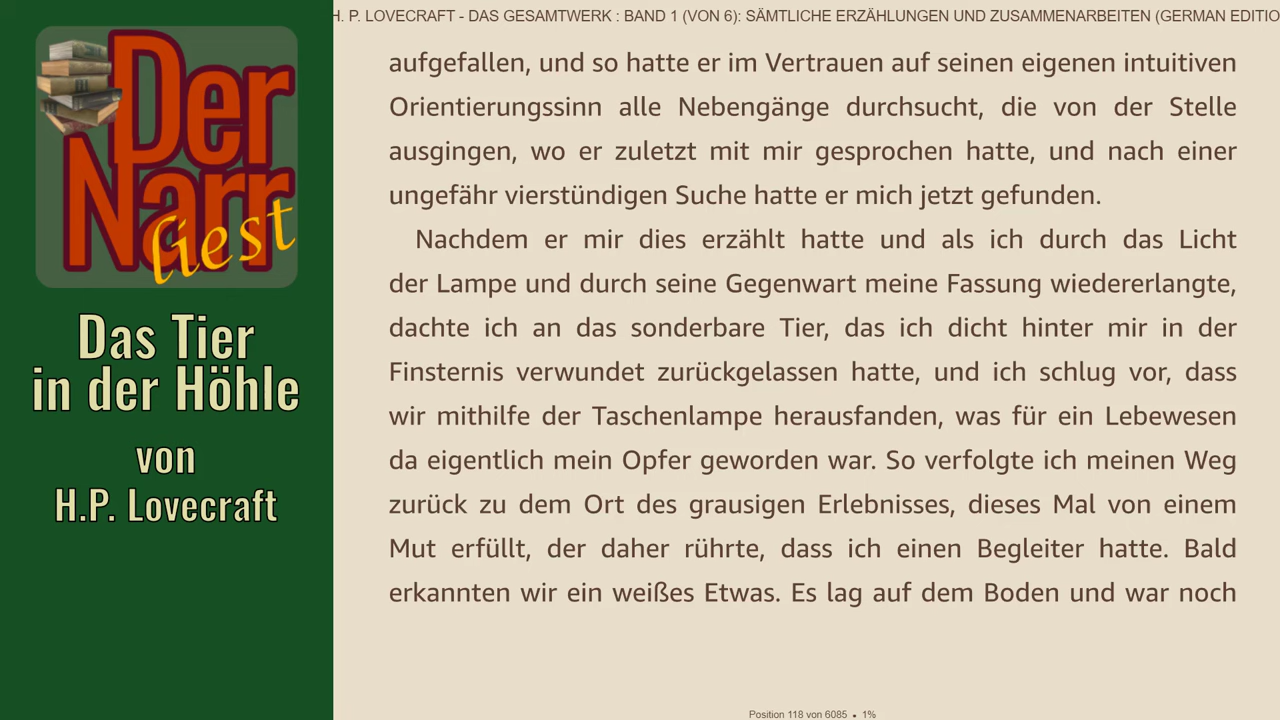 Der
Narr
liest
Das Tier
in der Höhle
von
H.P. Lovecraft
H. P. LOVECRAFT - DAS GESAMTWERK : BAND 1 (VON 6): SÄMTLICHE ERZÄHLUNGEN UND ZUSAMMENARBEITEN (GERMAN EDITIO
aufgefallen, und so hatte er im Vertrauen auf seinen eigenen intuitiven
Orientierungssinn alle Nebengänge durchsucht, die von der Stelle
ausgingen, wo er zuletzt mit mir gesprochen hatte, und nach einer
ungefähr vierstündigen Suche hatte er mich jetzt gefunden.
Nachdem er mir dies erzählt hatte und als ich durch das Licht
der Lampe und durch seine Gegenwart meine Fassung wiedererlangte,
dachte ich an das sonderbare Tier, das ich dicht hinter mir in der
Finsternis verwundet zurückgelassen hatte, und ich schlug vor, dass
wir mithilfe der Taschenlampe herausfanden, was für ein Lebewesen
da eigentlich mein Opfer geworden war. So verfolgte ich meinen Weg
zurück zu dem Ort des grausigen Erlebnisses, dieses Mal von einem
Mut erfüllt, der daher rührte, dass ich einen Begleiter hatte. Bald
erkannten wir ein weißes Etwas. Es lag auf dem Boden und war noch
Position 118 von 6085 • 1%